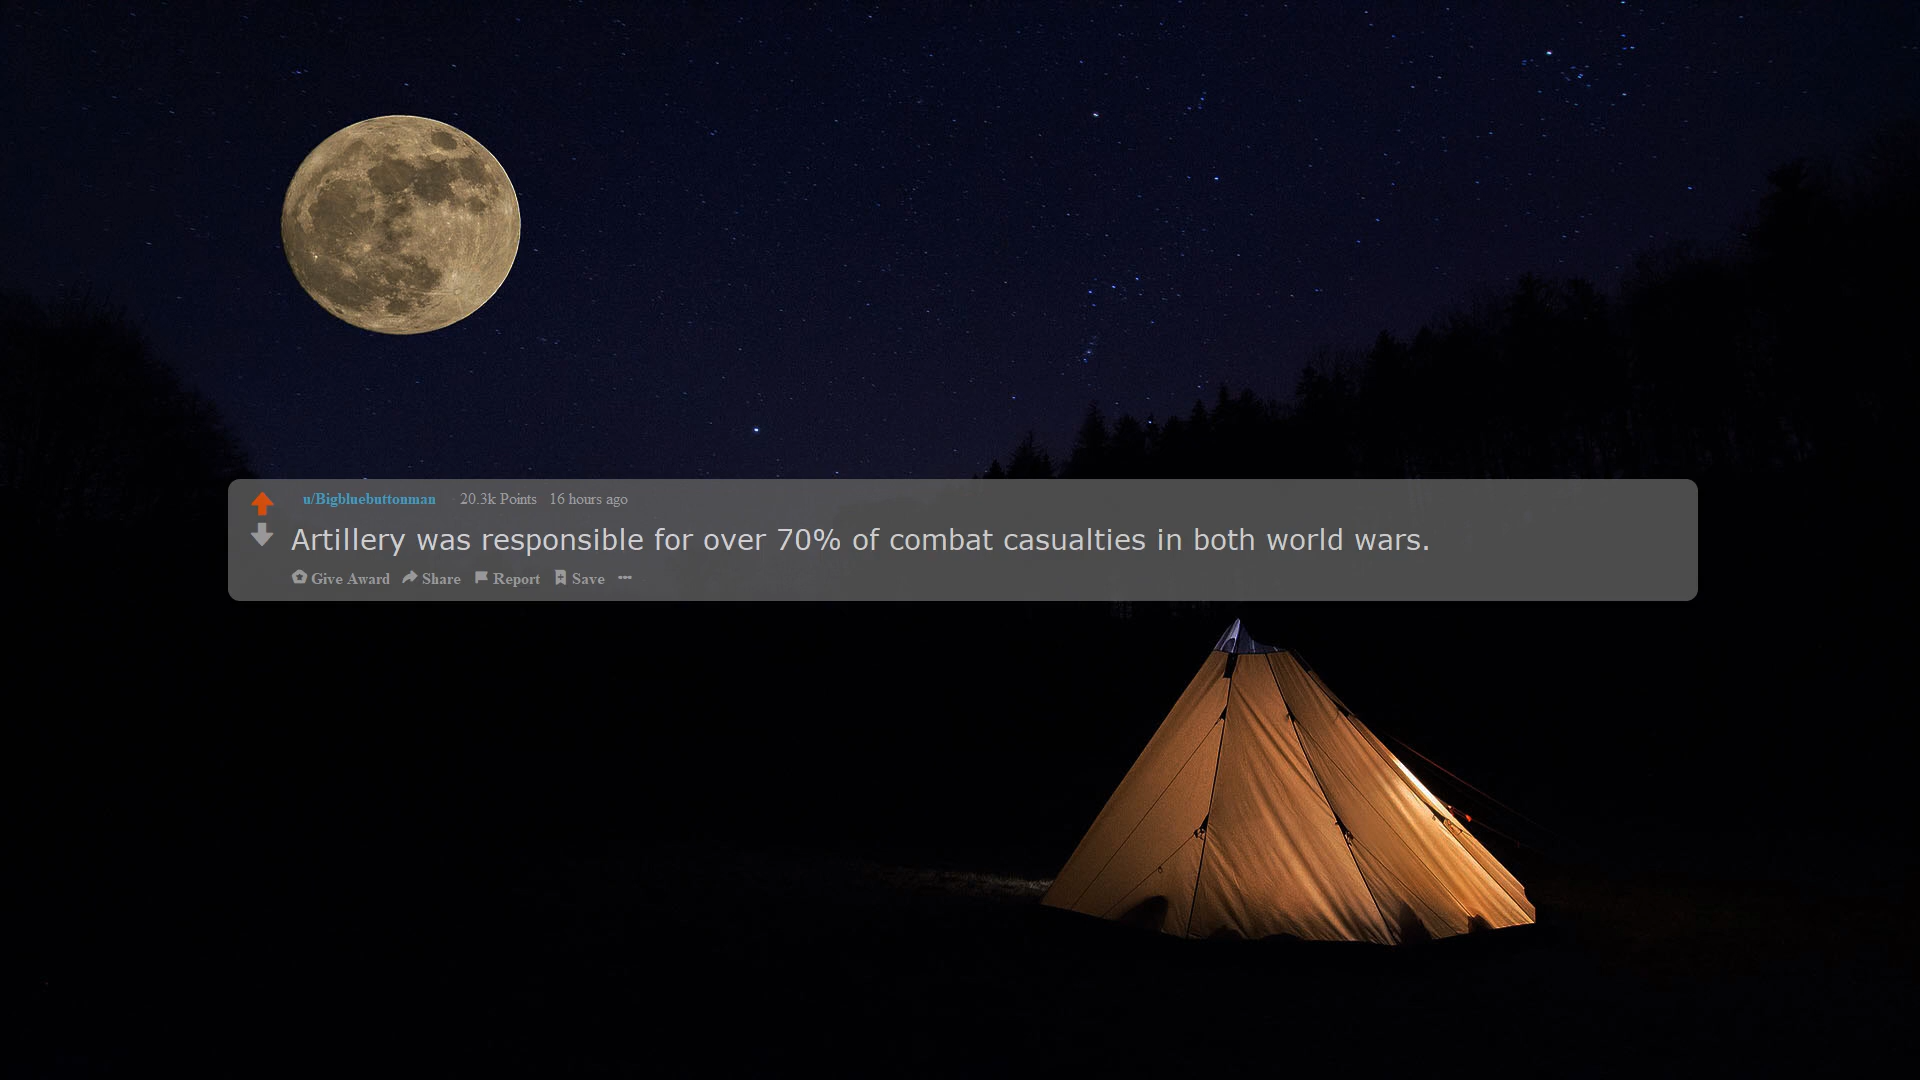 u/Bigbluebuttonman 20.3k Points 16 hours ago
Artillery was responsible for over 70% of combat casualties in both world wars.
Give Award Share Report Save